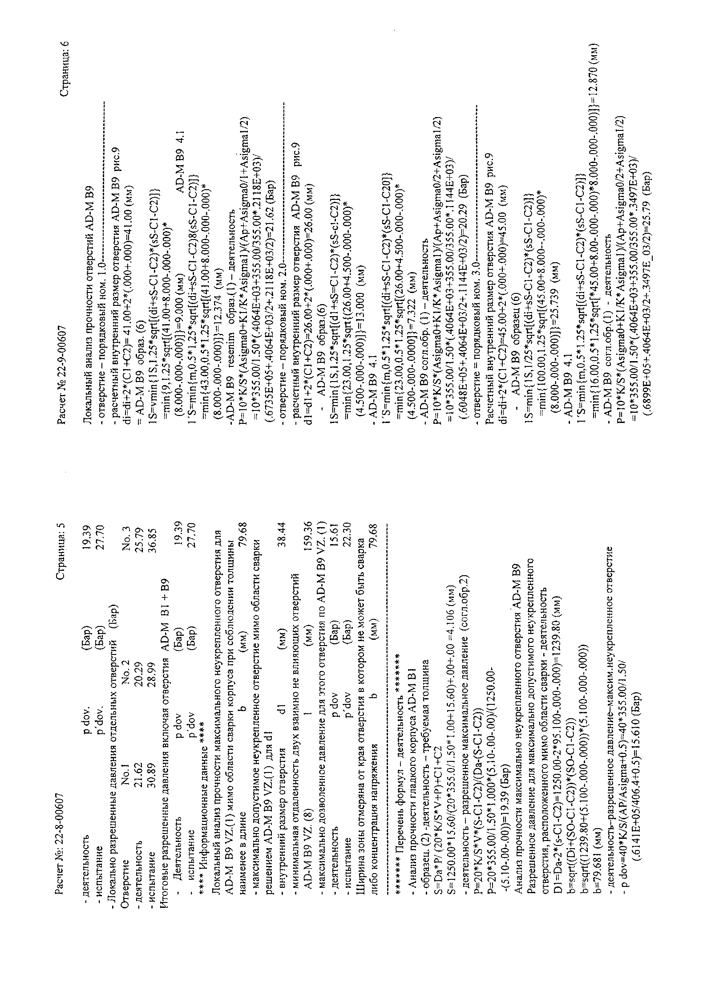 Расчет №: 22-8-00607 Страница: 5
- деятельность p dov. (Бар) 19.39
- испытание p´dov. (Бар) 27.70
- Локально разрешенные давления отдельных отверстий (Бар)
Отверстие No.1 No. 2 No. 3
- деятельность 21.62 20.29 25.79
- испытание 30.89 28.99 36.85
Итоговые разрешенные давления включая отверстия AD-M B1 + B9
- Деятельность p dov (Бар) 19.39
- испытание p´dov (Бар) 27.70
**** Информационные данные ****
Локальный анализ прочности максимального неукрепленного отверстия для
AD-M B9 VZ.(1) мимо области сварки корпуса при соблюдении толщины
наименее в длине b (мм) 79.68
- максимально допустимое неукрепленное отверстие мимо области сварки
решением AD-M B9 VZ.(1) для d1
- внутренний размер отверстия d1 (мм) 38.44
- минимальная отдаленность двух взаимно не влияющих отверстий
AD-M B9 VZ. (8) l (мм) 159.36
- максимально дозволенное давление для этого отверстия по AD-M B9 VZ. (1)
- деятельность p dov (Бар) 15.61
- испытание p´dov (Бар) 22.30
Ширина зоны отмеряна от края отверстия в котором не может быть сварка
либо концентрация напряжения b (мм) 79.68
--------------------------------------------------------------------------------
******* Перечень формул – деятельность *******
- Анализ прочности гладкого корпуса AD-M B1
- образец. (2) -деятельность – требуемая толщина
S=Da*P/ (20*K/S*V+P)+C1+C2
S=1250.00*15.60/(20*355.0/1.50*1.00+15.60)+.00+.00 =4.106 (мм)
- деятельность – разрешенное максимальное давление (согл.обр.2)
P=20*K/S*V*(S-C1-C2)/(Da-(S-C1-C2))
P=20*355.00/1.50*1.000*(5.10-.00-.00)/(1250.00-
-(5.10-.00-.00))=19.39 (Бар)
Анализ прочности максимально неукрепленного отверстия AD-M B9
Разрешенное давление для максимально допустимого неукрепленного
отверстия, расположенного мимо области сварки - деятельность
D1=Da-2*(s-C1-C2)=1250.00-2*95.100-.000-.000)=1239.80 (мм)
b=sqrt((Di+(SO-C1-C2))*(SO-C1-C2))
b=sqrt((1239.80+(5.100-.000-.000))*(5.100-.000-.000))
b=79.681 (мм)
- деятельность–разрешенное давление–максим.неукрепленное отверстие
- p dov=40*K/S/(AP/Asigma+0.5)=40*355.00/1.50/
(.6141E+05/406.4+0.5)=15.610 (Бар)
Расчет № 22-9-00607 Страница: 6
Локальный анализ прочности отверстий AD-M B9
- отверстие – порядковый ном. 1.0--------------------------------------------------
- расчетный внутренний размер отверстия AD-M B9 рис.9
di=di+2*(C1+C2)= 41.00+2*(.000+.000)=41.00 (мм)
= AD-M B9 образ. (6)
1S=vmin{1S,1.25*sqrt[(di+sS-C1-C2)*(sS-C1-C2)]}
=min{9,1.25*sqrt[(41.00+8.000-.000-.000)*
(8.000-.000-.000)]}=9.000 (мм) AD-M B9 4.1
1´S=min{m,0.5*1,25*sqrt[(di+sS-C1-C2)8(sS-C1-C2)]}
=min{43.00,0.5*1.25*sqrt[(41.00+8.000-.000-.000)*
(8.000-.000-.000)]}=12.374 (мм)
-AD-M B9 resenim образ.(1) – деятельность
P=10*K/S*(Asigma0+K1/K*Asigma1)/(Ap+Asigma0/1+Asigma1/2)
=10*355.00/1.50*(.4064E+03+355.00/355.00*.2118E+03)/
(.6735E+05+.4064E+03/2+.2118E+03/2)=21.62 (Бар}
- отверстие – порядковый ном. 2.0--------------------------------------------------
- расчетный внутренний размер отверстия AD-M B9 рис.9
d1=d1+2*(C1+C2)=26.00+2*(.000+.000)=26.00 (мм)
- AD-M B9 образ.(6)
1S=min{1S,1.25*sqrt[(d1+sS=C1-C2)*(sS-c!-C2)]}
=min{23.00,1.25*sqrt{(26.00+4.500-.000-.000)*
(4.500-.000-.000)]}=13.000 (мм)
- AD-M B9 4.1
1´S=min{m,0.5*1.25*sqrt[(di+sS-C1-C2)*(sS-C1-C20]}
=min{23.00,0.5*1.25*sqrt[(26.00+4.500-.000-.000)*
(4.500-.000-.0000]}=7.322 (мм)
- AD-M B9 согл.обр. (1) – деятельность
P=10*K/S*(Asigma0+K1/K*Asigma1)/(Ap+Asigma0/2+Asigma1/2)
=10*355.00/1.50*(.4064E+03+355.00/355.00*.1144E+03)/
(.6048E+05+.4064E+03/2+.1144E+03/2)=20.29 (Бар)
- отверстие = порядковый ном. 3.0--------------------------------------------------
Расчетный внутренний размер отверстия AD-M B9 рис.9
di=di+2*(C1+C2)=45.00+2*(.000+.000)=45.00 (мм)
- AD-M B9 образец (6)
1S=min{1S,1/25*sqrt[(di+sS-C1-C2)*(sS-C1-C2)]}
=min{100.00,1.25*sqrt[(45.00+8.000--.000-.000)*
(8.000-.000-.000)]}=25.739 (мм)
- AD-M B9 4.1
1´S=min{m,0.5*1.25*sqrt[(di+sS-C1-C2)*(sS-C1-C2)]}
=min{16.00,0.5*1.25*sqrt[*45.00+8.00-.000-.000)*8.000-.000-.000)]}=12.870 (мм)
- AD-M B9 согл.обр.(1) - деятельность
P=10*K/S*(Asigma0+K1/K*Asigma1)/(Ap+Asigma0/2+Asigma1/2)
=10*355.00/1.50*(.4064E+03+355.00/355.00*.3497E+03)/
(.6899E+05+.4064E+03/2+.3497E_03/2)=25.79 (Бар)